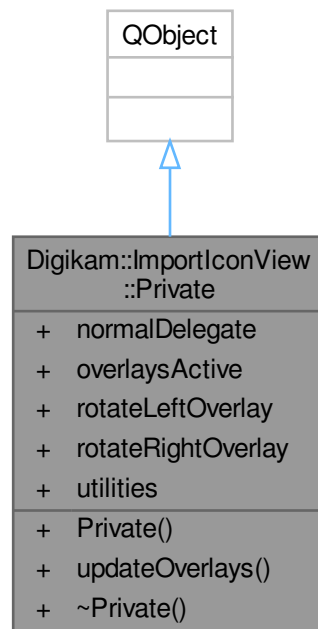 QObject
Digikam::ImportIconView
::Private
+ normalDelegate
+ overlaysActive
+ rotateLeftOverlay
+ rotateRightOverlay
+ utilities
+ Private()
+ updateOverlays()
+ ~Private()